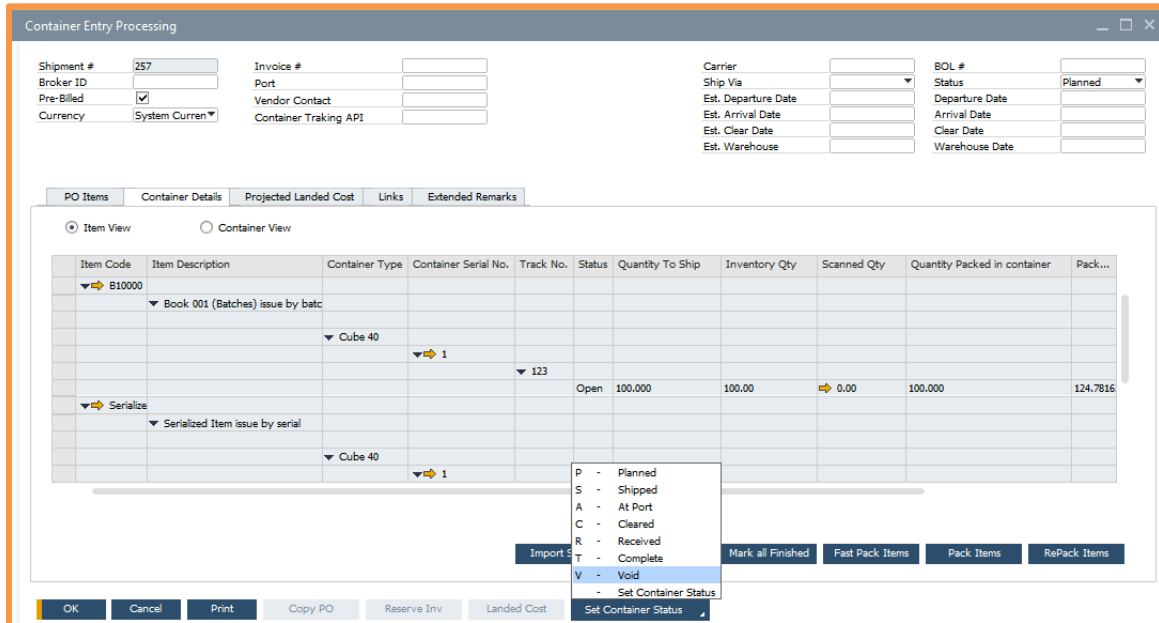 Container Entry Processing
Shipment # 257 Invoice # Carrier BOL #
Broker ID Port Ship Via Status Planned
Pre-Billed Vendor Contact Est. Departure Date Departure Date
Currency System Curren Container Traking API Est. Arrival Date Arrival Date
Est. Clear Date Clear Date
Est. Warehouse Warehouse Date
PO Items Container Details Projected Landed Cost Links Extended Remarks
Item View Container View
Item Code Item Description Container Type Container Serial No. Track No. Status Quantity To Ship Inventory Qty Scanned Qty Quantity Packed in container Pack...
B10000
Book 001 (Batches) issue by batc
Cube 40
1
123
Open 100.000 100.00 0.00 100.000 124.7816
Serialize
Serialized Item issue by serial
Cube 40
1
P - Planned
S - Shipped
A - At Port
C - Cleared
R - Received
T - Complete
V - Void
- Set Container Status
Import S Mark all Finished Fast Pack Items Pack Items RePack Items
OK Cancel Print Copy PO Reserve Inv Landed Cost Set Container Status